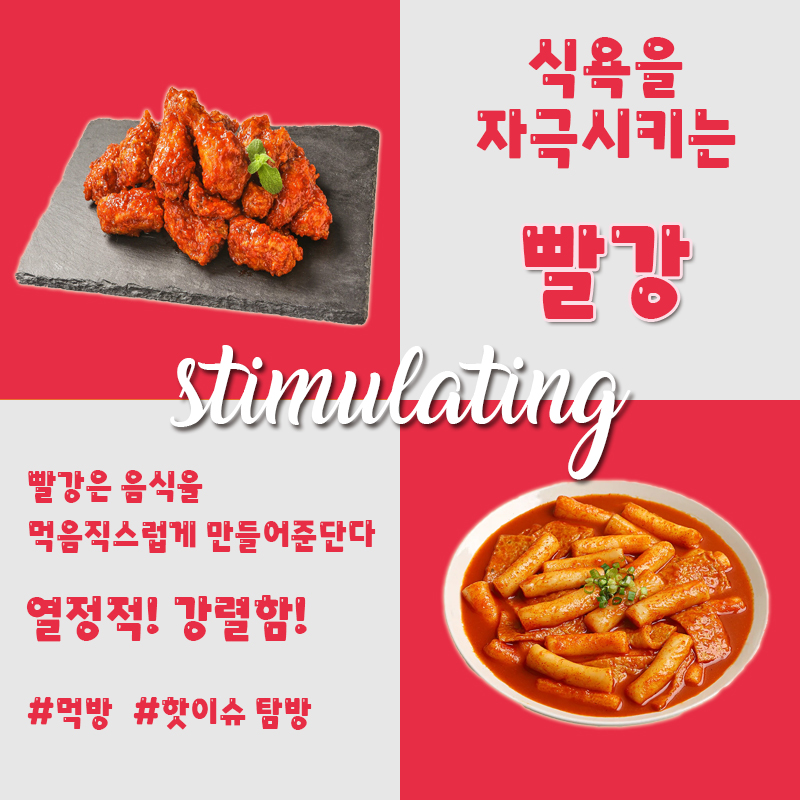 식욕을
자극시키는
빨강
stimulating
빨강은 음식을
먹음직스럽게 만들어준단다
열정적! 강렬함!
#먹방 #핫이슈 탐방